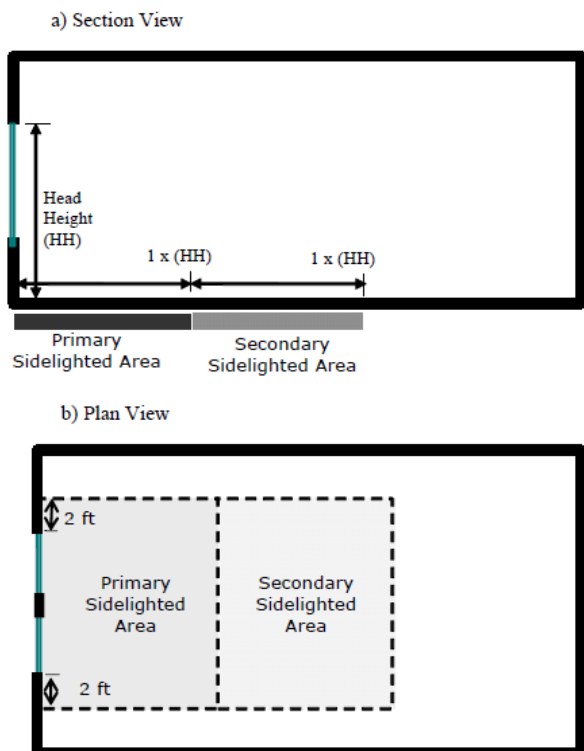 a) Section View
Head
Height
(HH)
1 x (HH)
1 x (HH)
Primary
Sidelighted Area
Secondary
Sidelighted Area
b) Plan View
2 ft
Primary
Sidelighted
Area
Secondary
Sidelighted
Area
2 ft